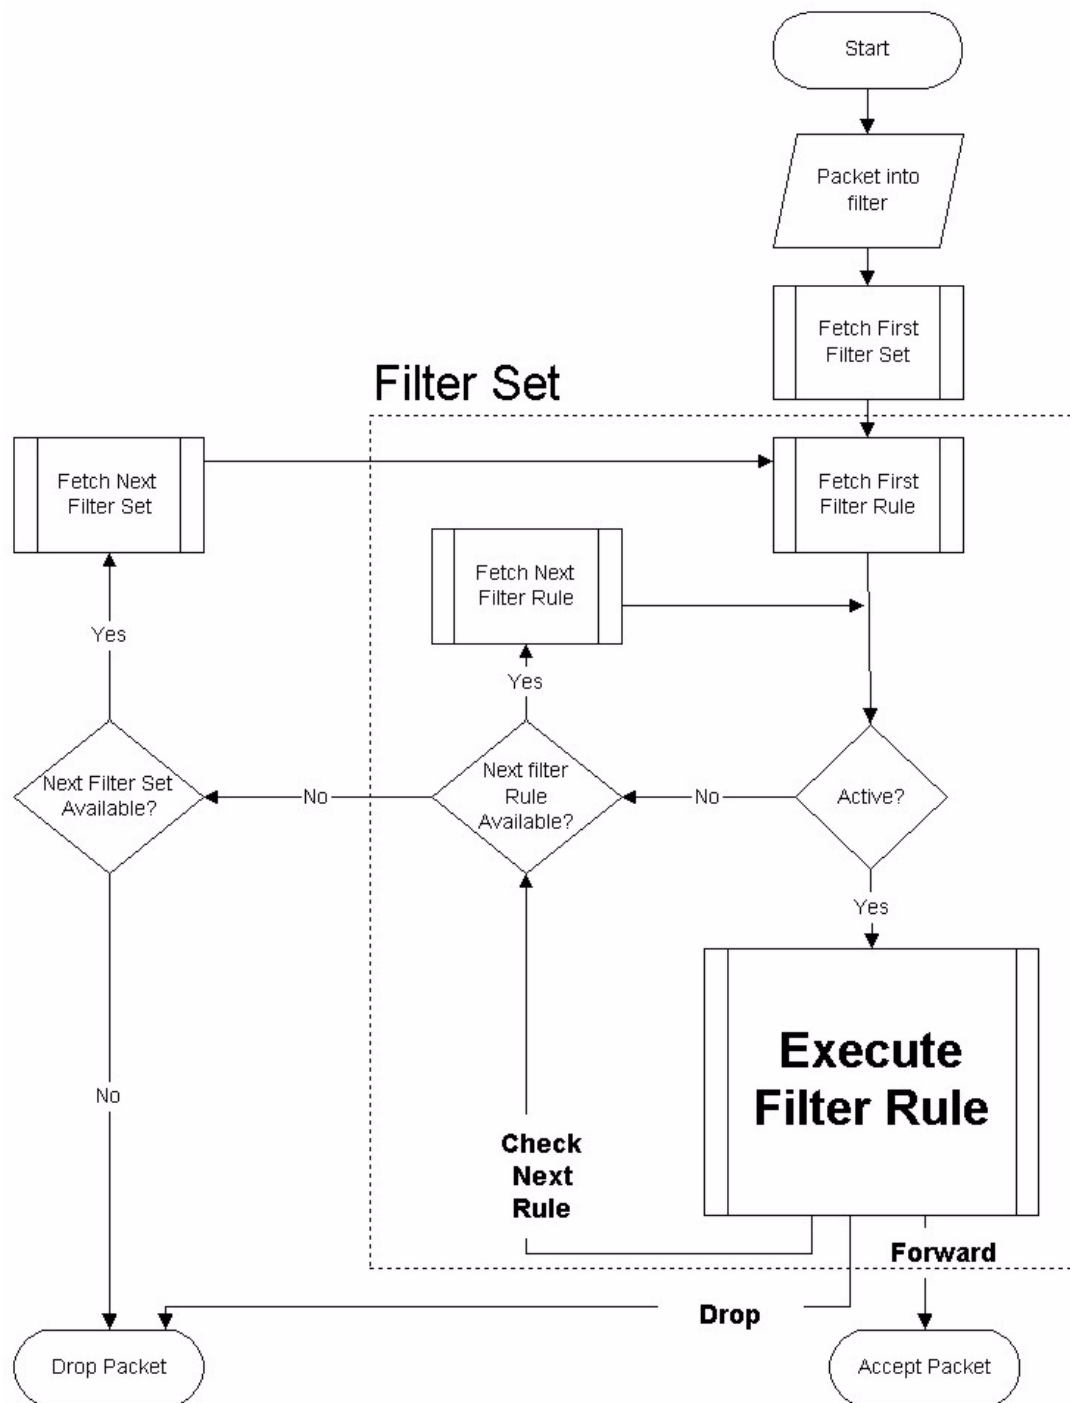 Start
Packet into
filter
Fetch First
Filter Set
Filter Set
Fetch Next
Filter Set
Fetch First
Filter Rule
Fetch Next
Filter Rule
Yes
Yes
Next Filter Set
Available?
No
Next filter
Rule
Available?
No
Active?
Yes
Execute
Filter Rule
No
Check
Next
Rule
Forward
Drop
Drop Packet
Accept Packet